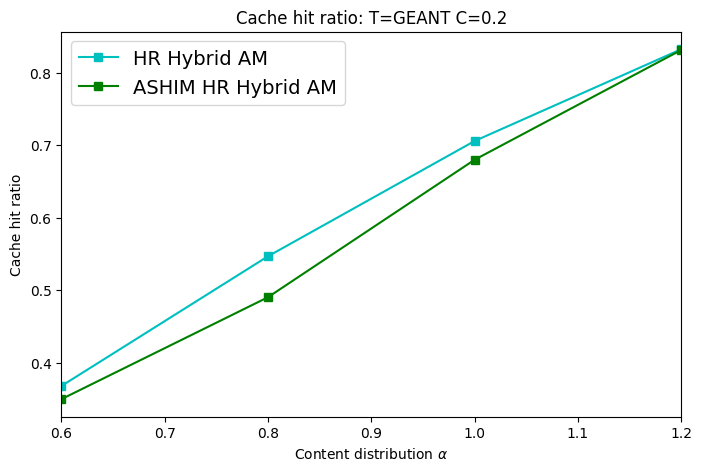 Cache hit ratio: T=GEANT C=0.2
HR Hybrid AM
ASHIM HR Hybrid AM
Cache hit ratio
0.8
0.7
0.6
0.5
0.4
0.6
0.7
0.8
0.9
1.0
1.1
1.2
Content distribution α